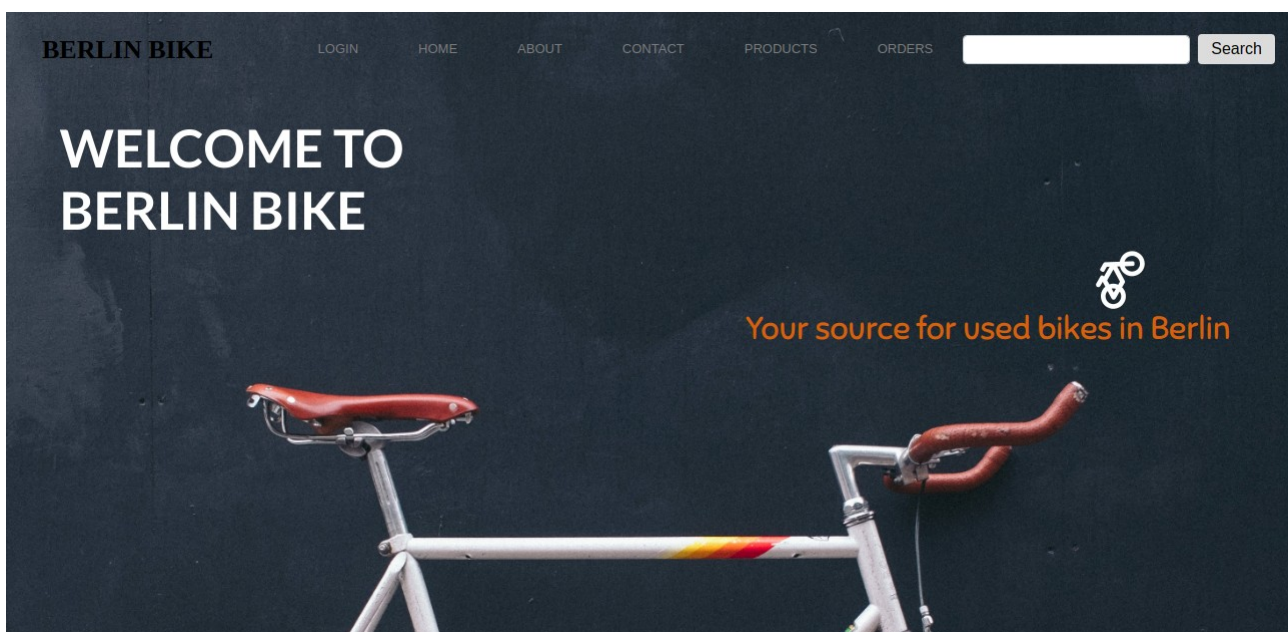 BERLIN BIKE
LOGIN HOME ABOUT CONTACT PRODUCTS ORDERS Search
WELCOME TO
BERLIN BIKE
Your source for used bikes in Berlin